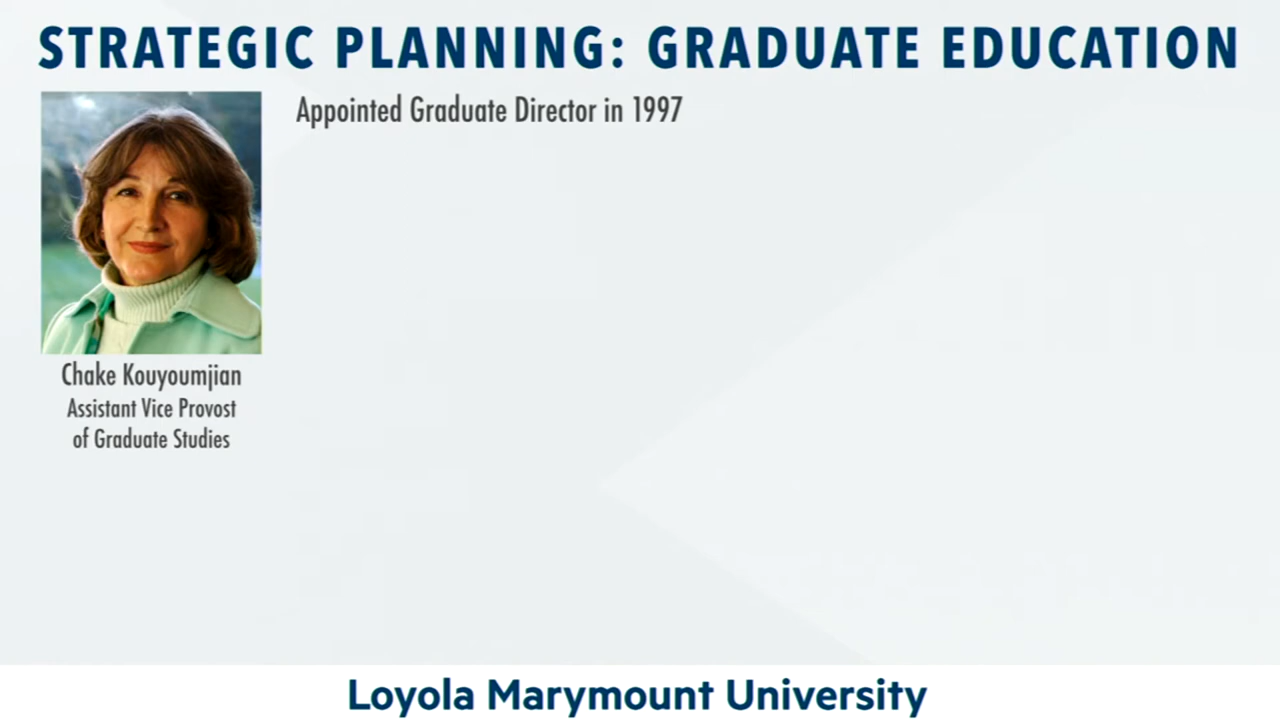 STRATEGIC PLANNING: GRADUATE EDUCATION
Appointed Graduate Director in 1997
Chake Kouyoumjian
Assistant Vice Provost
of Graduate Studies
Loyola Marymount University